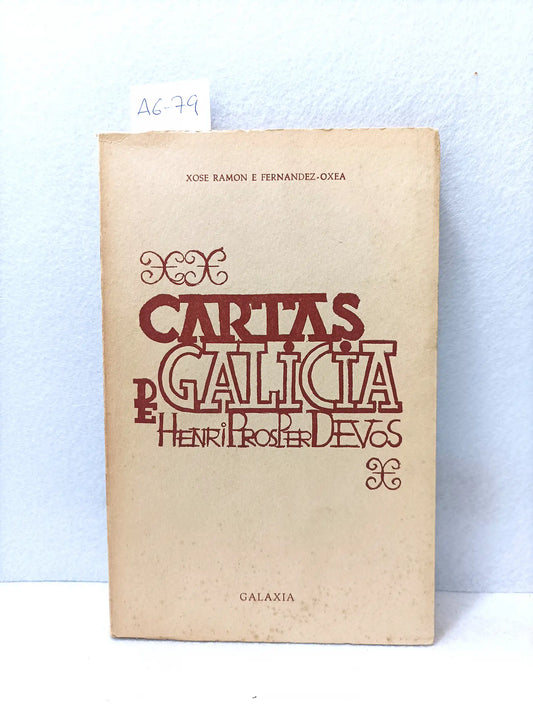 A6-79
XOSE RAMON E FERNANDEZ-OXEA
CARTAS
DE GALICIA
HENRI PROSPER DEVOS
GALAXIA